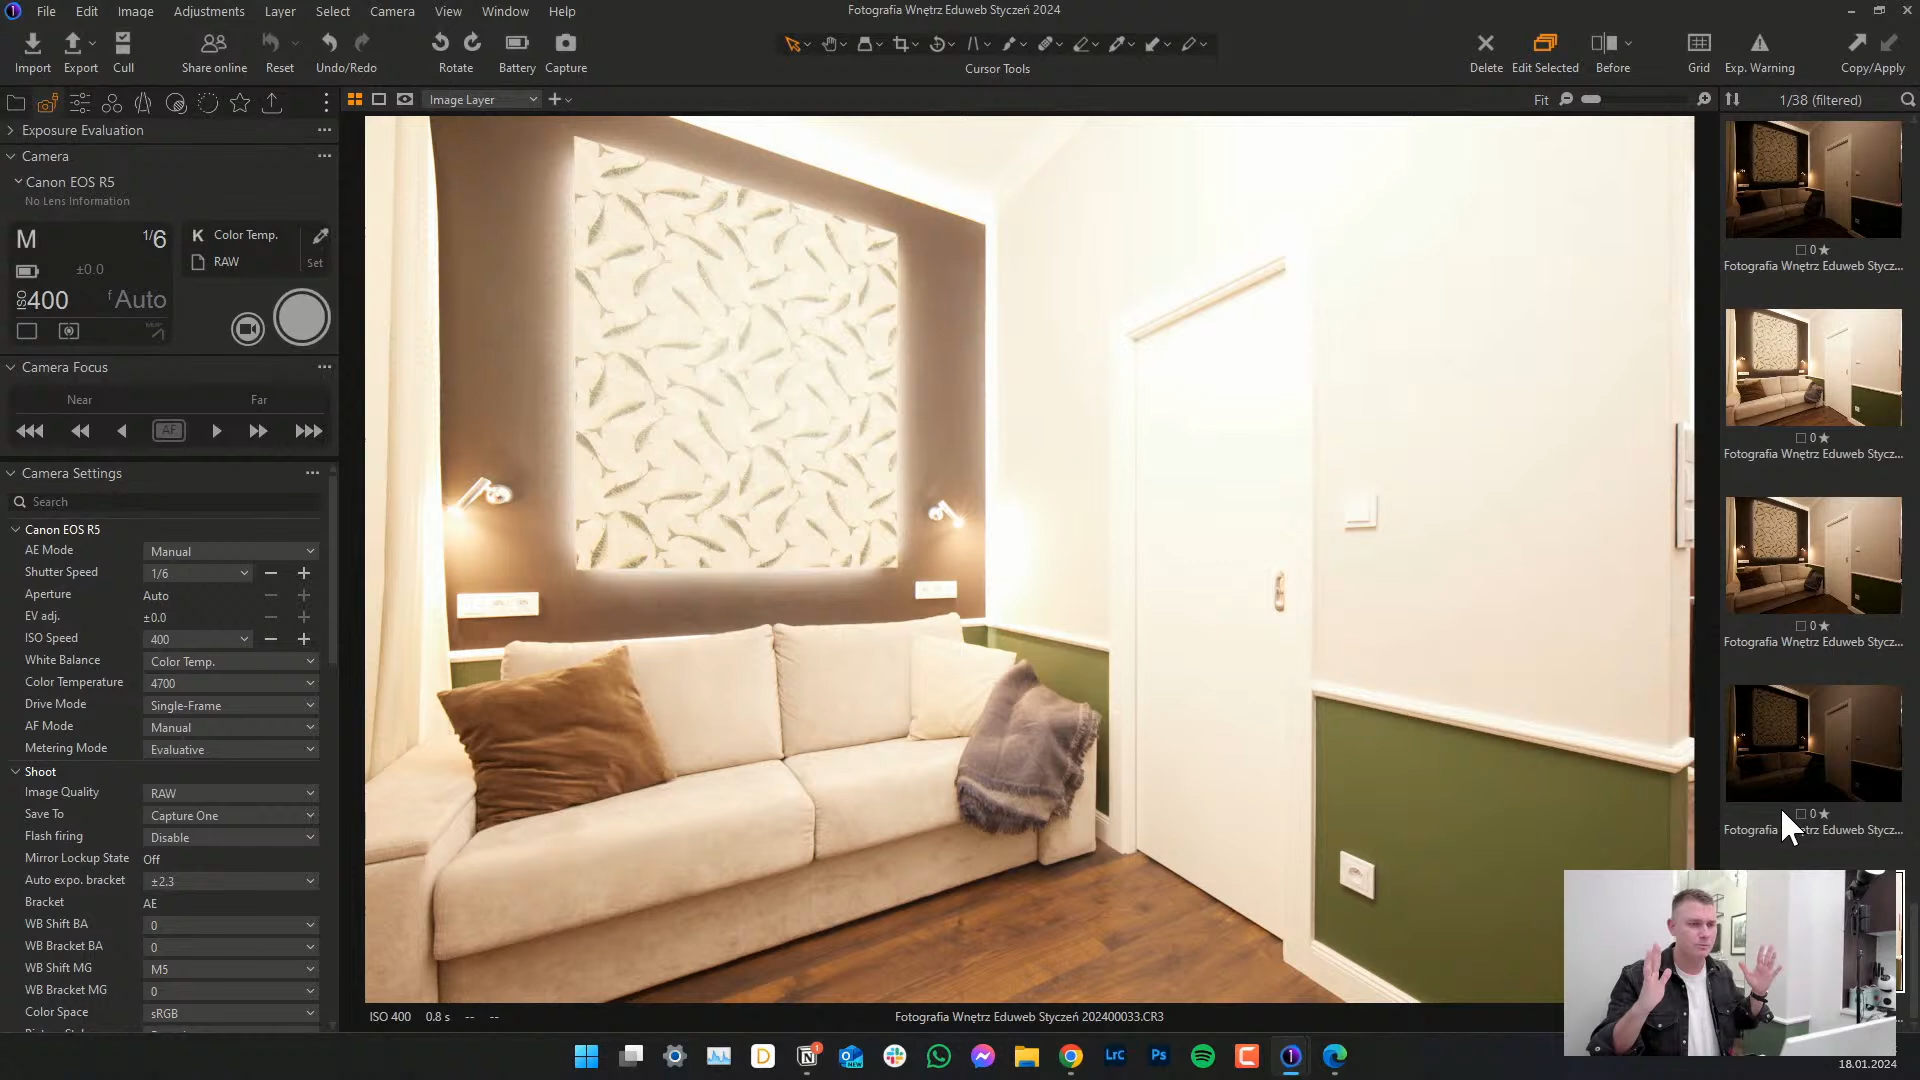 File Edit Image Adjustments Layer Select Camera View Window Help
Fotografia Wnętrz Eduweb Styczeń 2024
Import Export Cull Share online Reset Undo/Redo Rotate Battery Capture
Cursor Tools
Delete Edit Selected Before Grid Exp. Warning Copy/Apply
Image Layer
Fit
1/38 (filtered)
Exposure Evaluation
Camera
Canon EOS R5
No Lens Information
M 1/6
±0.0
ISO 400 f Auto
K Color Temp.
RAW
Set
Camera Focus
Near Far
AF
Camera Settings
Search
Canon EOS R5
AE Mode Manual
Shutter Speed 1/6
Aperture Auto
EV adj. ±0.0
ISO Speed 400
White Balance Color Temp.
Color Temperature 4700
Drive Mode Single-Frame
AF Mode Manual
Metering Mode Evaluative
Shoot
Image Quality RAW
Save To Capture One
Flash firing Disable
Mirror Lockup State Off
Auto expo. bracket ±2.3
Bracket AE
WB Shift BA 0
WB Bracket BA 0
WB Shift MG M5
WB Bracket MG 0
Color Space sRGB
0
Fotografia Wnętrz Eduweb Stycz...
0
Fotografia Wnętrz Eduweb Stycz...
0
Fotografia Wnętrz Eduweb Stycz...
0
Fotografia Wnętrz Eduweb Stycz...
ISO 400 0.8 s -- --
Fotografia Wnętrz Eduweb Styczeń 202400033.CR3
D N 1 NEW LrC Ps
18.01.2024